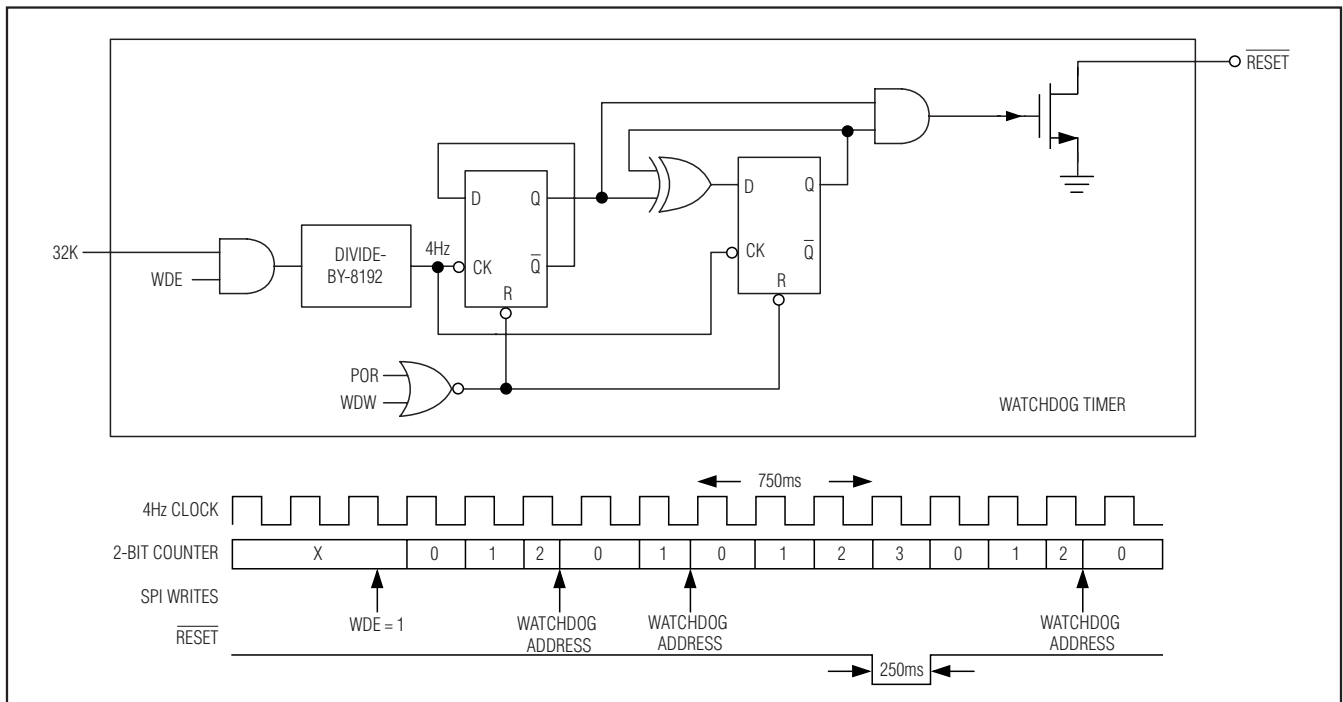 RESET
D
Q
D
Q
32K
DIVIDE-
BY-8192
4Hz
CK
Q
CK
Q
WDE
R
R
POR
WDW
WATCHDOG TIMER
750ms
4Hz CLOCK
2-BIT COUNTER
X 0 1 2 0 1 0 1 2 3 0 1 2 0
SPI WRITES
WDE = 1
WATCHDOG
ADDRESS
WATCHDOG
ADDRESS
WATCHDOG
ADDRESS
RESET
250ms